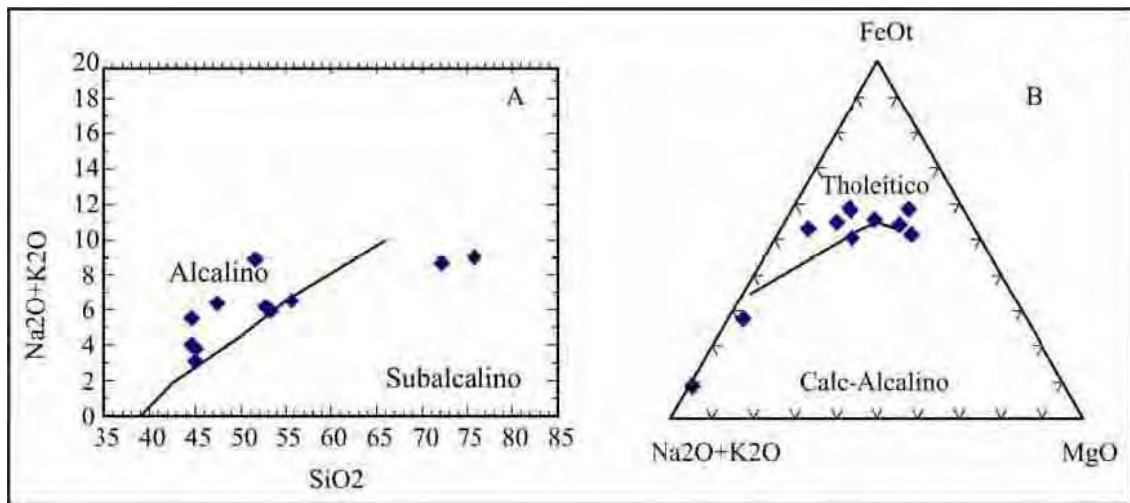 20
18
16
14
12
10
8
6
4
2
0
35 40 45 50 55 60 65 70 75 80 85
Na2O+K2O
SiO2
A
Alcalino
Subalcalino
FeOt
B
Tholeítico
Calc-Alcalino
Na2O+K2O
MgO